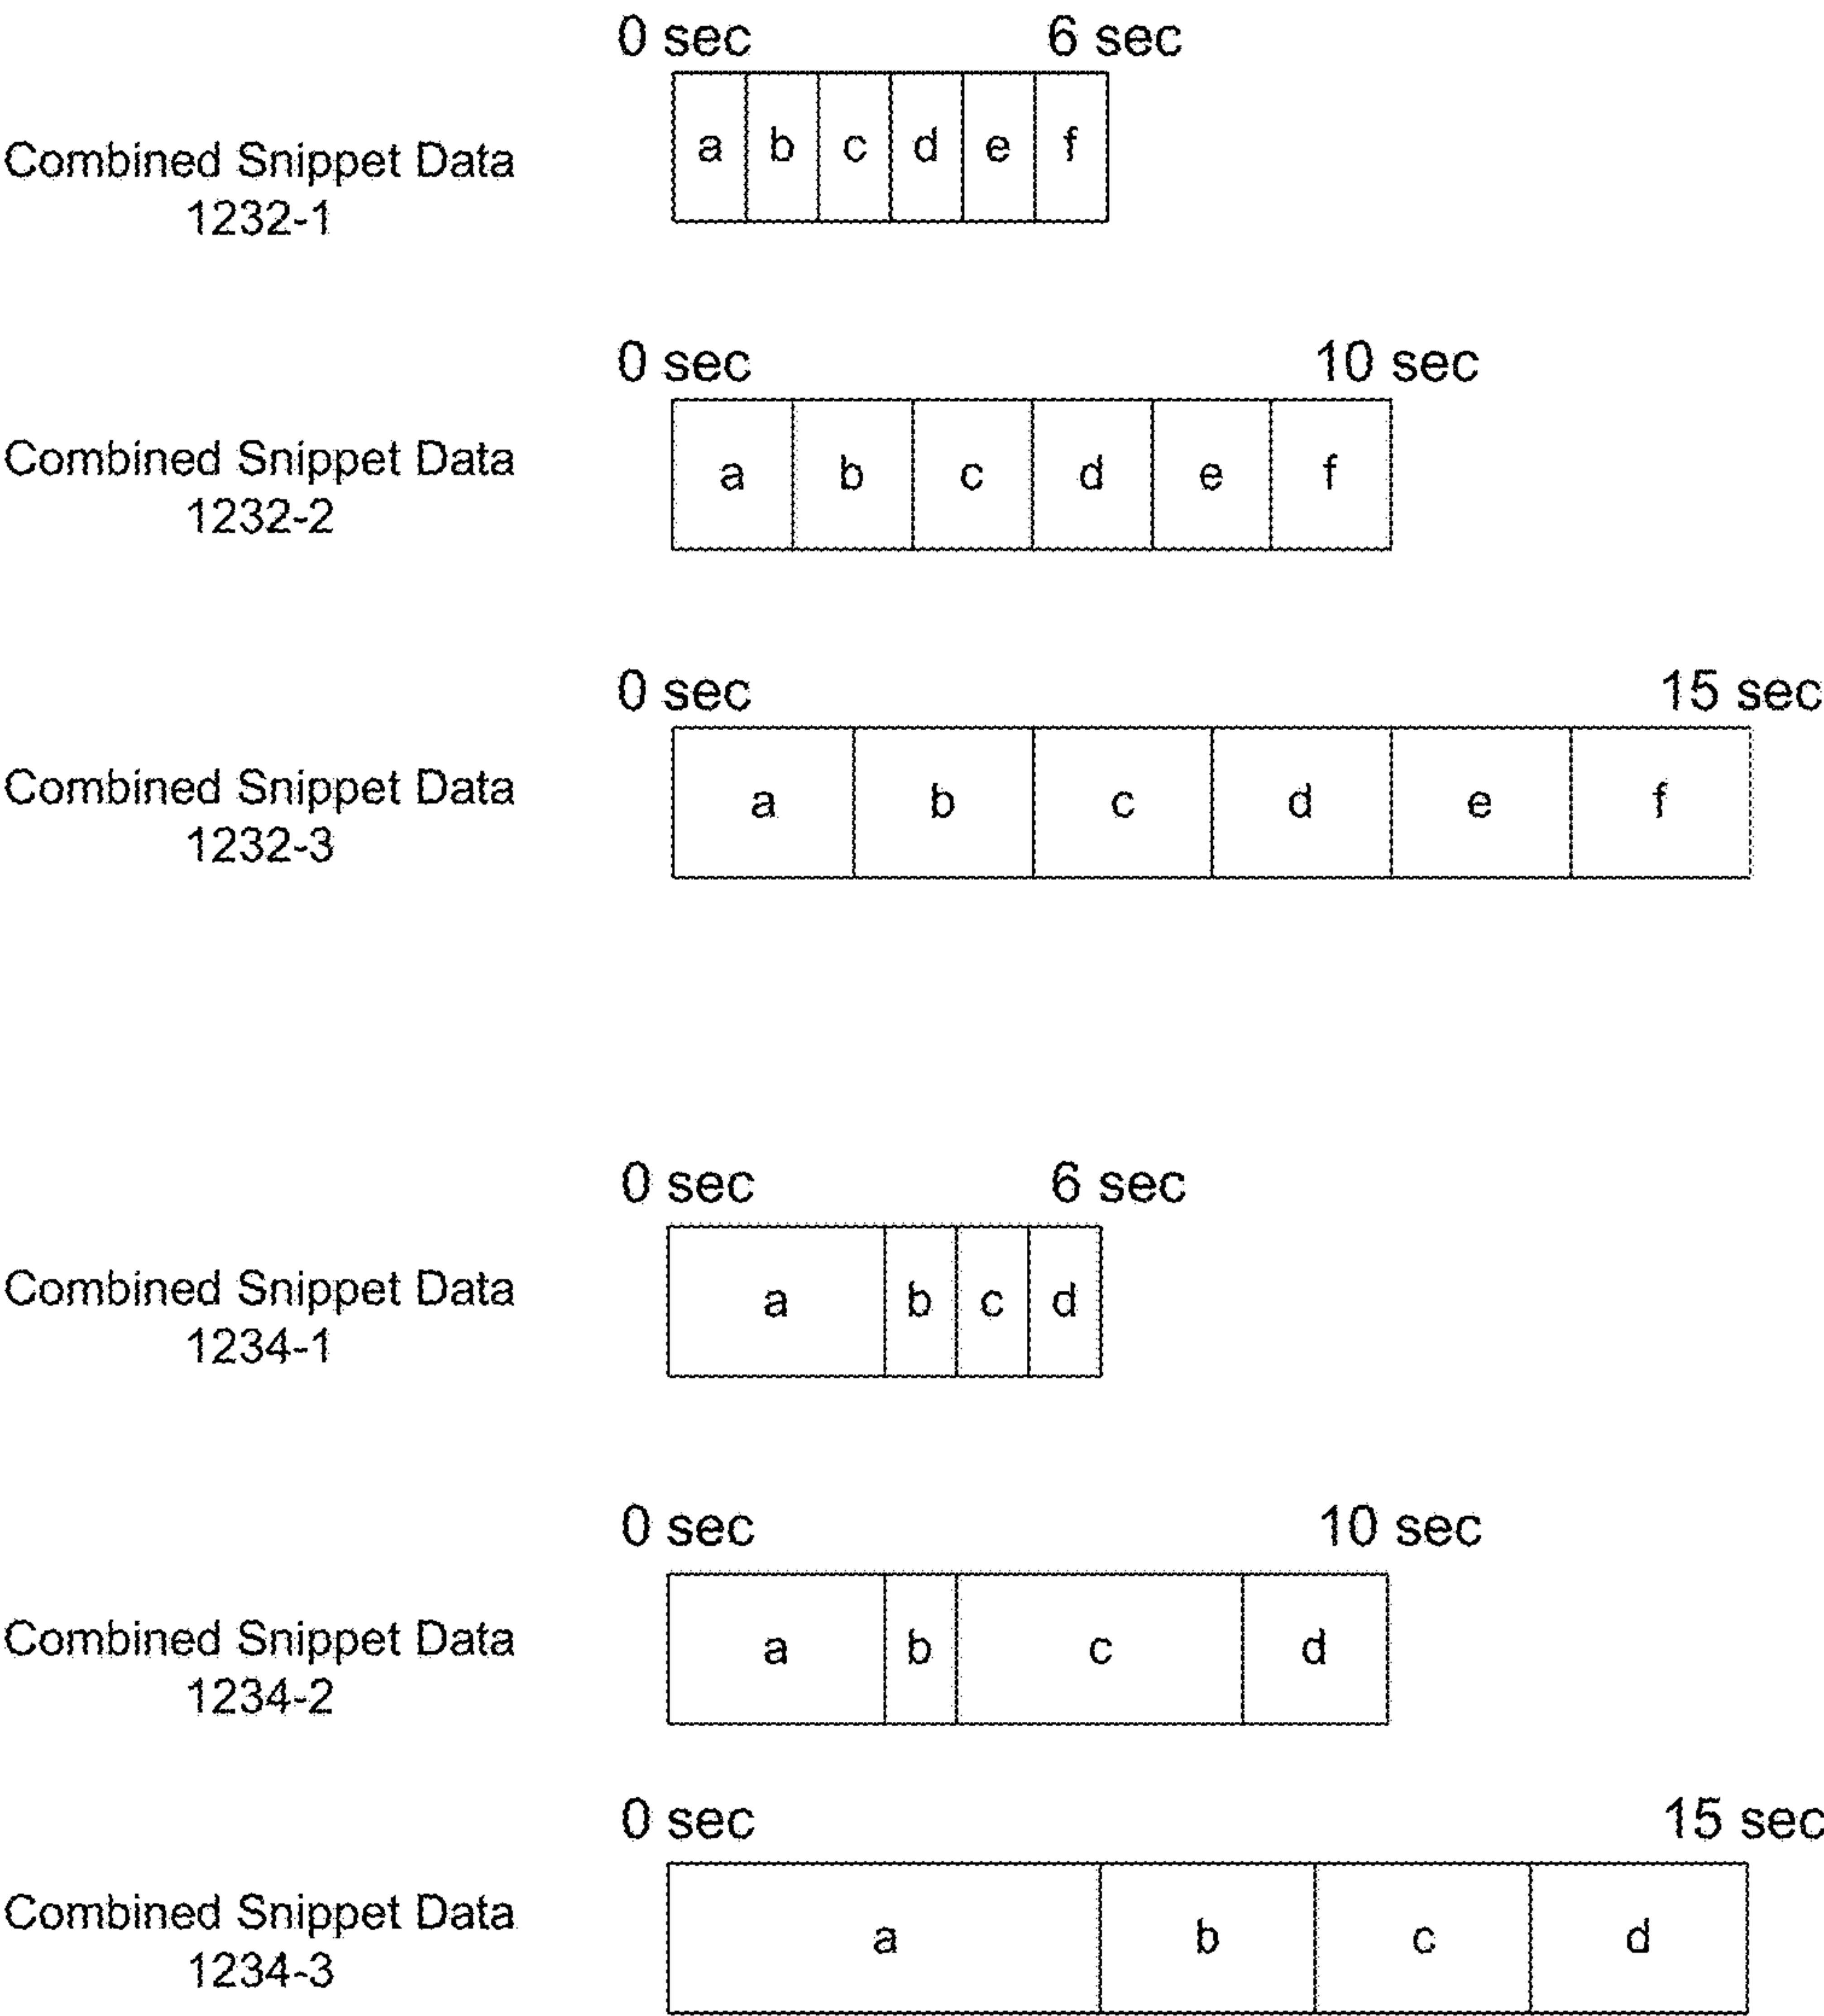 0 sec 6 sec
Combined Snippet Data
1232-1
a b c d e f
0 sec 10 sec
Combined Snippet Data
1232-2
a b c d e f
0 sec 15 sec
Combined Snippet Data
1232-3
a b c d e f
0 sec 6 sec
Combined Snippet Data
1234-1
a b c d
0 sec 10 sec
Combined Snippet Data
1234-2
a b c d
0 sec 15 sec
Combined Snippet Data
1234-3
a b c d